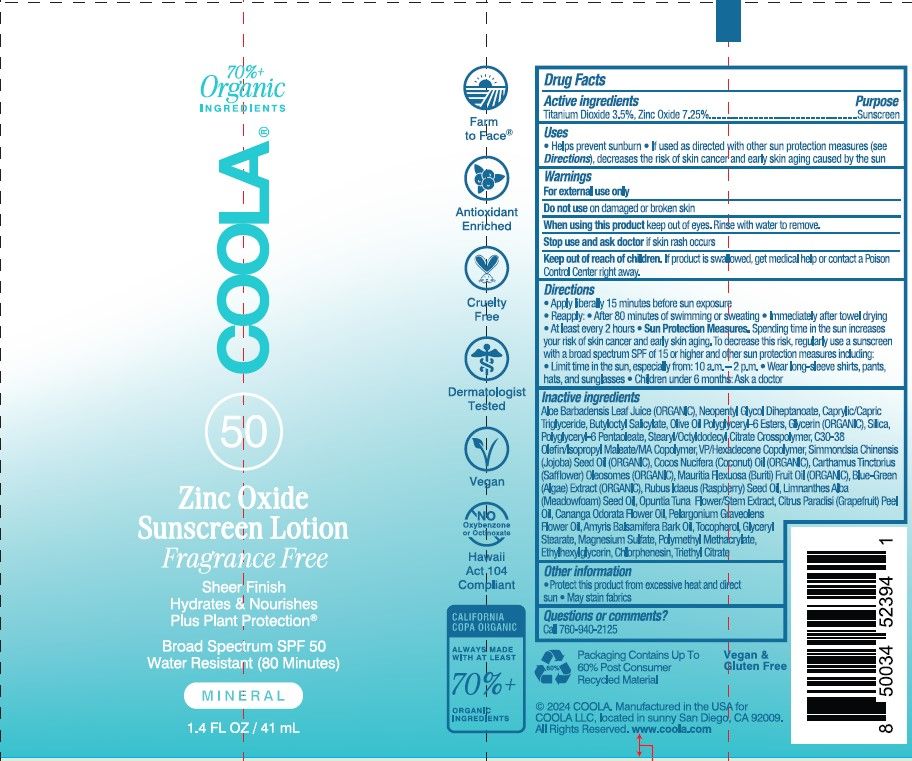 70%+
Organic
INGREDIENTS
COOLA®
50
Zinc Oxide
Sunscreen Lotion
Fragrance Free
Sheer Finish
Hydrates & Nourishes
Plus Plant Protection®
Broad Spectrum SPF 50
Water Resistant (80 Minutes)
MINERAL
1.4 FL OZ / 41 mL
Farm
to Face®
Antioxidant
Enriched
Cruelty
Free
Dermatologist
Tested
Vegan
NO
Oxybenzone
or Octinoxate
Hawaii
Act 104
Compliant
CALIFORNIA
COPA ORGANIC
ALWAYS MADE
WITH AT LEAST
70%+
ORGANIC
INGREDIENTS
Drug Facts
Active ingredients Purpose
Titanium Dioxide 3.5%, Zinc Oxide 7.25%........................Sunscreen
Uses
• Helps prevent sunburn • If used as directed with other sun protection measures (see
Directions), decreases the risk of skin cancer and early skin aging caused by the sun
Warnings
For external use only
Do not use on damaged or broken skin
When using this product keep out of eyes. Rinse with water to remove.
Stop use and ask doctor if skin rash occurs
Keep out of reach of children. If product is swallowed, get medical help or contact a Poison
Control Center right away.
Directions
• Apply liberally 15 minutes before sun exposure
• Reapply: • After 80 minutes of swimming or sweating • Immediately after towel drying
• At least every 2 hours • Sun Protection Measures. Spending time in the sun increases
your risk of skin cancer and early skin aging. To decrease this risk, regularly use a sunscreen
with a broad spectrum SPF of 15 or higher and other sun protection measures including:
• Limit time in the sun, especially from: 10 a.m. – 2 p.m. • Wear long-sleeve shirts, pants,
hats, and sunglasses • Children under 6 months: Ask a doctor
Inactive ingredients
Aloe Barbadensis Leaf Juice (ORGANIC), Neopentyl Glycol Diheptanoate, Caprylic/Capric
Triglyceride, Butyloctyl Salicylate, Olive Oil Polyglyceryl-6 Esters, Glycerin (ORGANIC), Silica,
Polyglyceryl-6 Pentaoleate, Stearyl/Octyldodecyl Citrate Crosspolymer, C30-38
Olefin/Isopropyl Maleate/MA Copolymer, VP/Hexadecene Copolymer, Simmondsia Chinensis
(Jojoba) Seed Oil (ORGANIC), Cocos Nucifera (Coconut) Oil (ORGANIC), Carthamus Tinctorius
(Safflower) Oleosomes (ORGANIC), Mauritia Flexuosa (Buriti) Fruit Oil (ORGANIC), Blue-Green
(Algae) Extract (ORGANIC), Rubus Idaeus (Raspberry) Seed Oil, Limnanthes Alba
(Meadowfoam) Seed Oil, Opuntia Tuna Flower/Stem Extract, Citrus Paradisi (Grapefruit) Peel
Oil, Cananga Odorata Flower Oil, Pelargonium Graveolens
Flower Oil, Amyris Balsamifera Bark Oil, Tocopherol, Glyceryl
Stearate, Magnesium Sulfate, Polymethyl Methacrylate,
Ethylhexylglycerin, Chlorphenesin, Triethyl Citrate
Other information
• Protect this product from excessive heat and direct
sun • May stain fabrics
Questions or comments?
Call 760-940-2125
60%
Packaging Contains Up To
60% Post Consumer
Recycled Material
Vegan &
Gluten Free
© 2024 COOLA. Manufactured in the USA for
COOLA LLC, located in sunny San Diego, CA 92009.
All Rights Reserved. www.coola.com
8 50034 52394 1